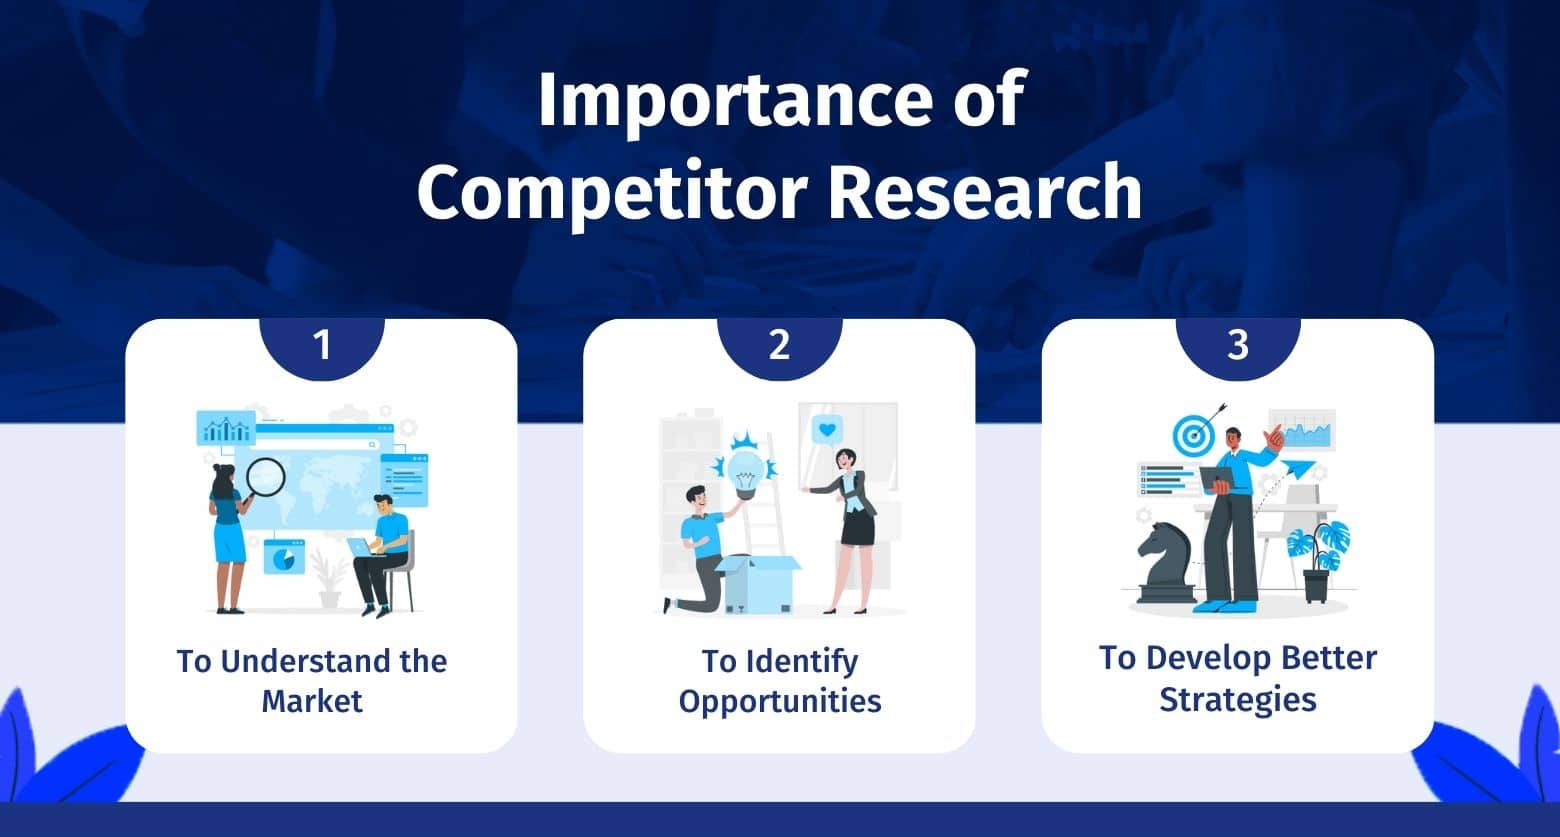 Importance of
Competitor Research
1
To Understand the
Market
2
To Identify
Opportunities
3
To Develop Better
Strategies